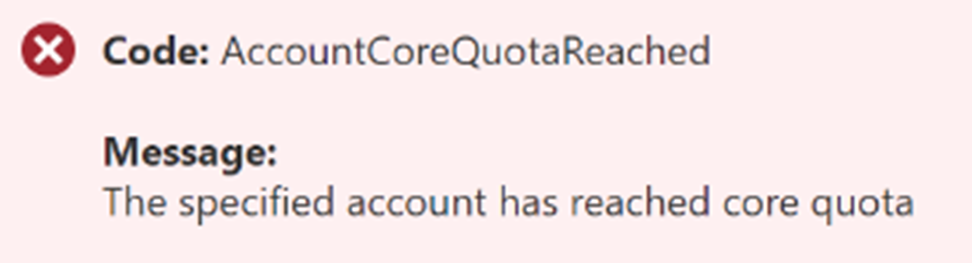 Code: AccountCoreQuotaReached
Message:
The specified account has reached core quota